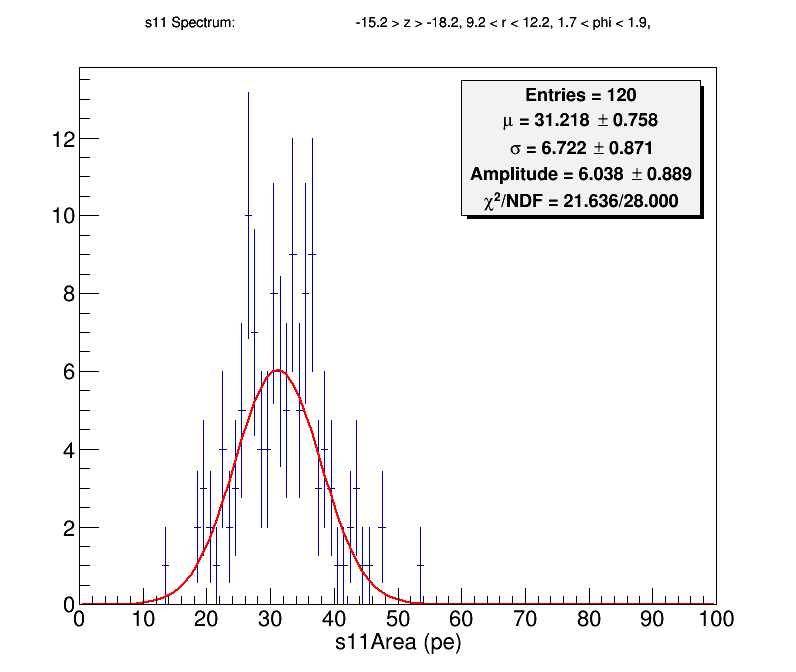 s11 Spectrum: -15.2 > z > -18.2, 9.2 < r < 12.2, 1.7 < phi < 1.9,
Entries = 120
μ = 31.218 ± 0.758
σ = 6.722 ± 0.871
Amplitude = 6.038 ± 0.889
χ²/NDF = 21.636/28.000
12
10
8
6
4
2
0
0 10 20 30 40 50 60 70 80 90 100
s11Area (pe)